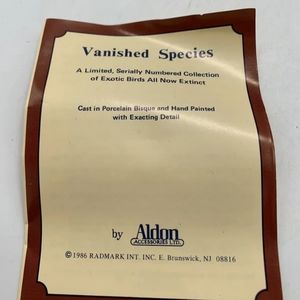 Vanished Species
A Limited, Serially Numbered Collection
of Exotic Birds All Now Extinct
Cast in Porcelain Bisque and Hand Painted
with Exacting Detail
by Aldon
ACCESSORIES LTD.
©1986 RADMARK INT. INC. E. Brunswick, NJ 08816